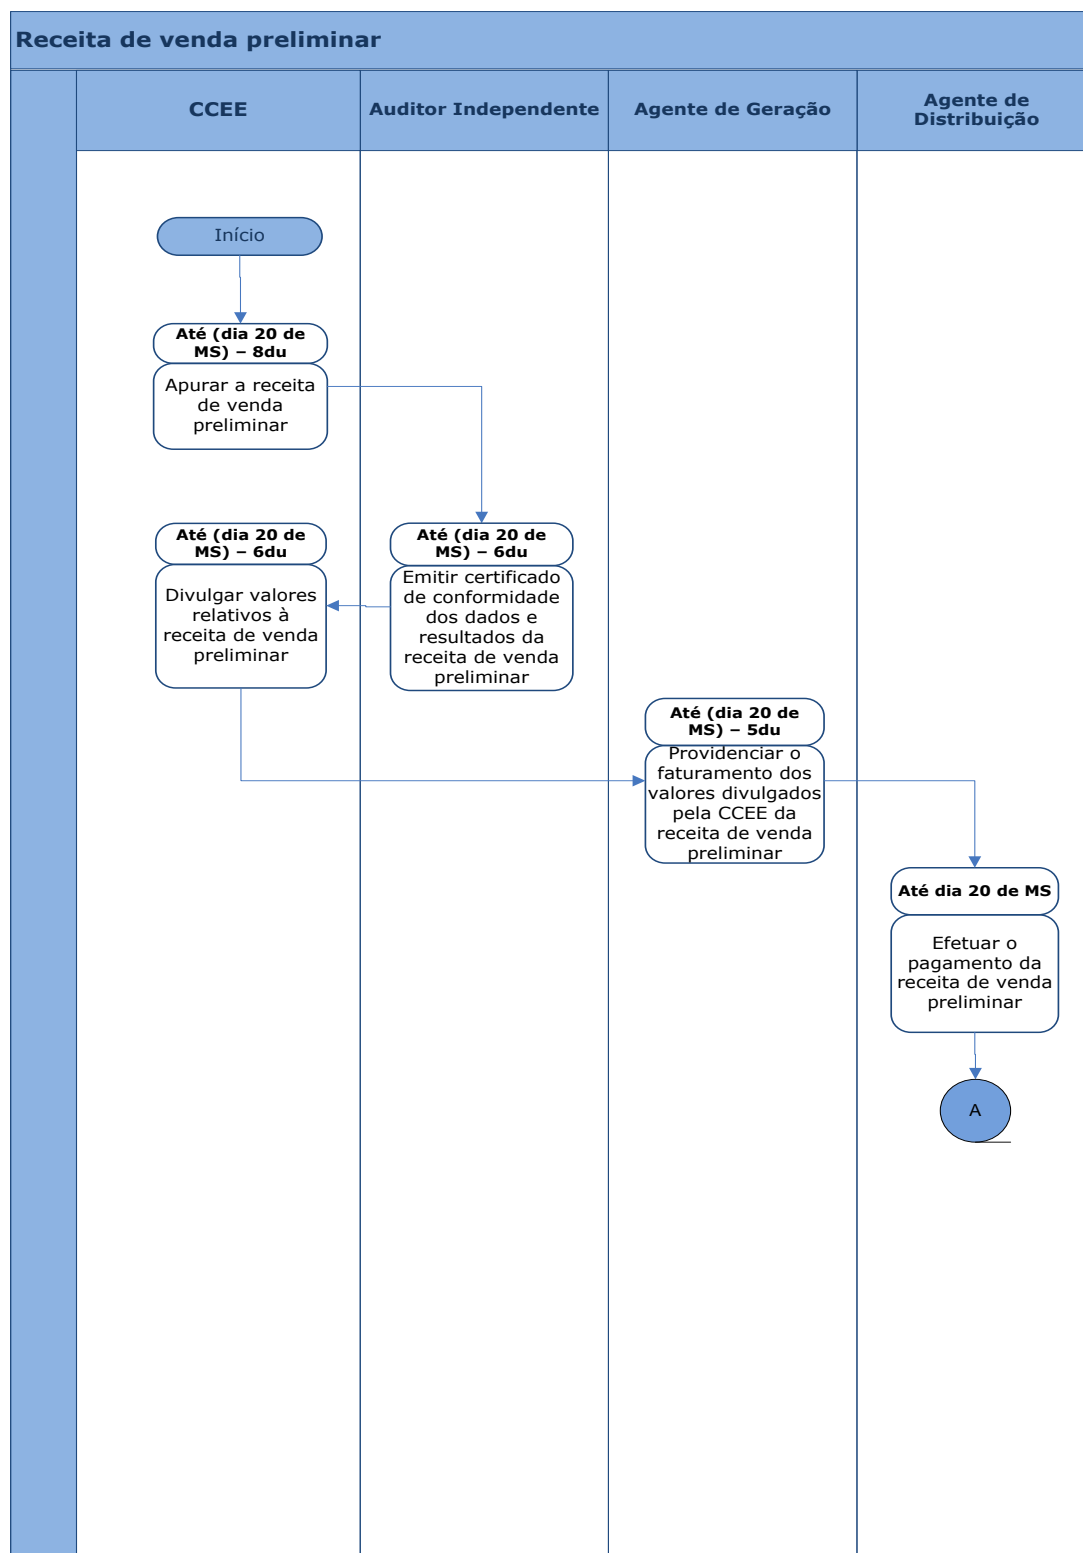 Receita de venda preliminar
CCEE
Auditor Independente
Agente de Geração
Agente de
Distribuição
Início
Até (dia 20 de
MS) – 8du
Apurar a receita
de venda
preliminar
Até (dia 20 de
MS) – 6du
Divulgar valores
relativos à
receita de venda
preliminar
Até (dia 20 de
MS) – 6du
Emitir certificado
de conformidade
dos dados e
resultados da
receita de venda
preliminar
Até (dia 20 de
MS) – 5du
Providenciar o
faturamento dos
valores divulgados
pela CCEE da
receita de venda
preliminar
Até dia 20 de MS
Efetuar o
pagamento da
receita de venda
preliminar
A